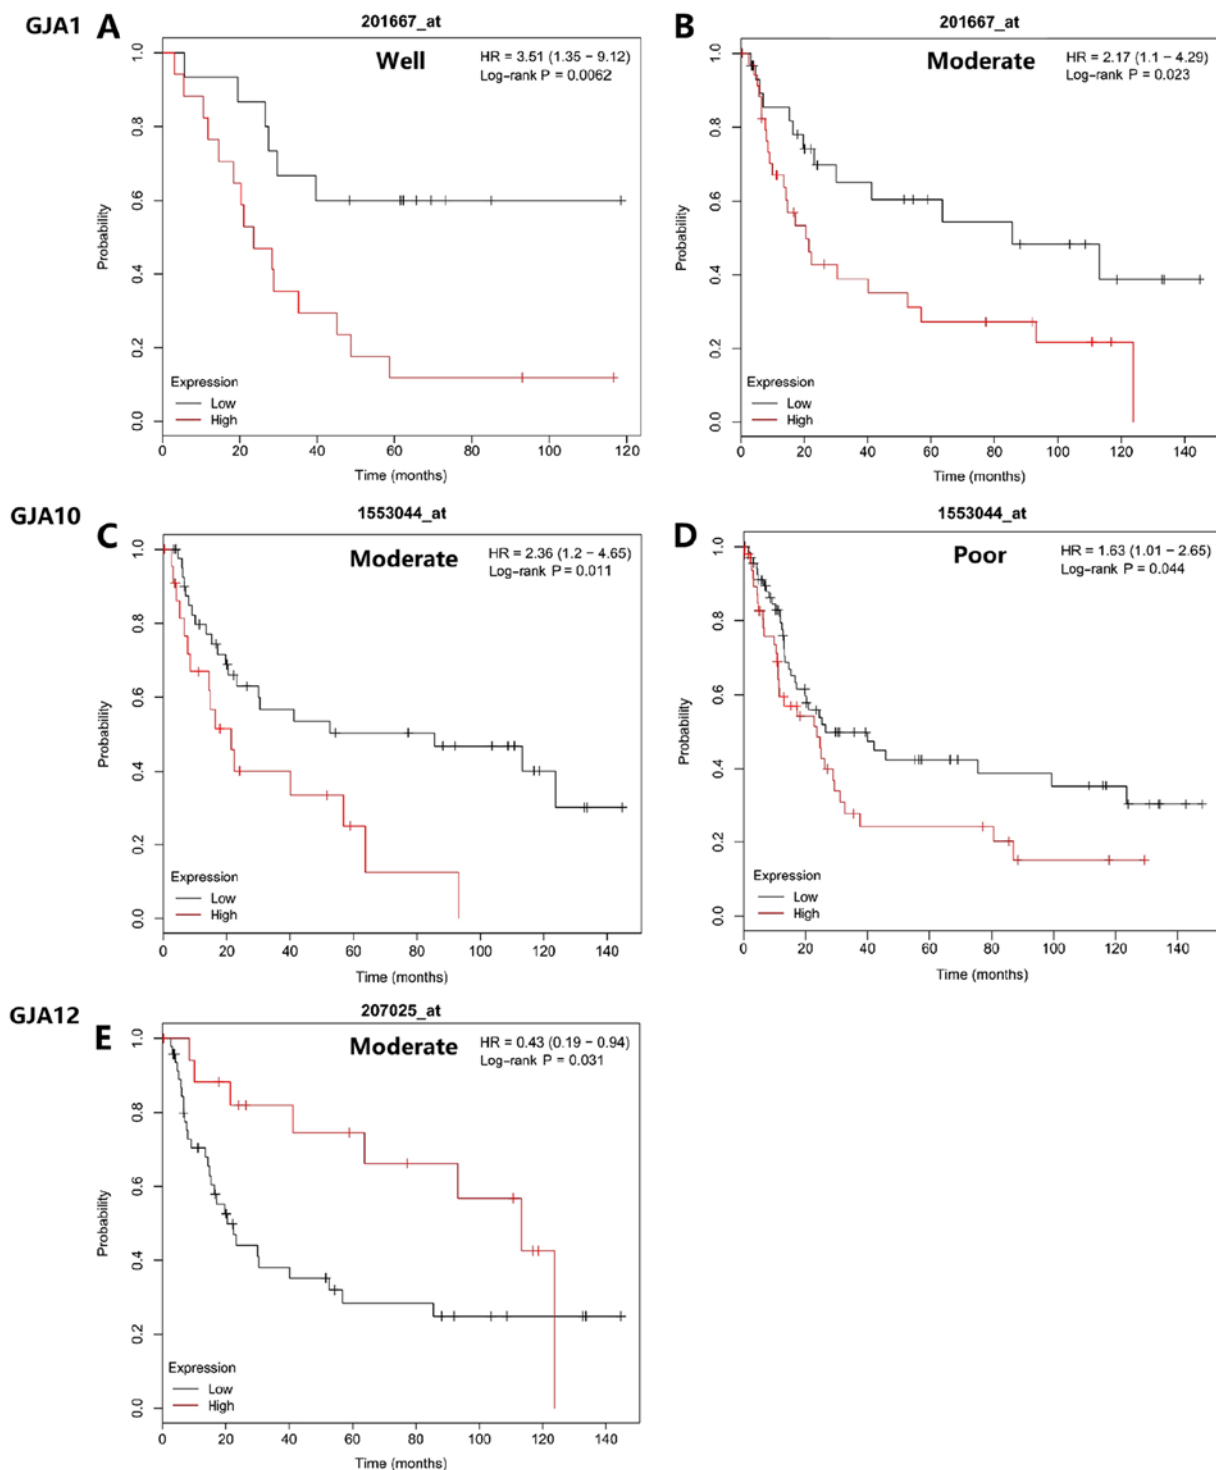 GJA1
A
201667_at
Well
HR = 3.51 (1.35 − 9.12)
Log−rank P = 0.0062
Probability
1.0
0.8
0.6
0.4
0.2
0.0
Expression
Low
High
0 20 40 60 80 100 120
Time (months)
B
201667_at
Moderate
HR = 2.17 (1.1 − 4.29)
Log−rank P = 0.023
Probability
1.0
0.8
0.6
0.4
0.2
0.0
Expression
Low
High
0 20 40 60 80 100 120 140
Time (months)
GJA10
C
1553044_at
Moderate
HR = 2.36 (1.2 − 4.65)
Log−rank P = 0.011
Probability
1.0
0.8
0.6
0.4
0.2
0.0
Expression
Low
High
0 20 40 60 80 100 120 140
Time (months)
D
1553044_at
Poor
HR = 1.63 (1.01 − 2.65)
Log−rank P = 0.044
Probability
1.0
0.8
0.6
0.4
0.2
0.0
Expression
Low
High
0 20 40 60 80 100 120 140
Time (months)
GJA12
E
207025_at
Moderate
HR = 0.43 (0.19 − 0.94)
Log−rank P = 0.031
Probability
1.0
0.8
0.6
0.4
0.2
0.0
Expression
Low
High
0 20 40 60 80 100 120 140
Time (months)